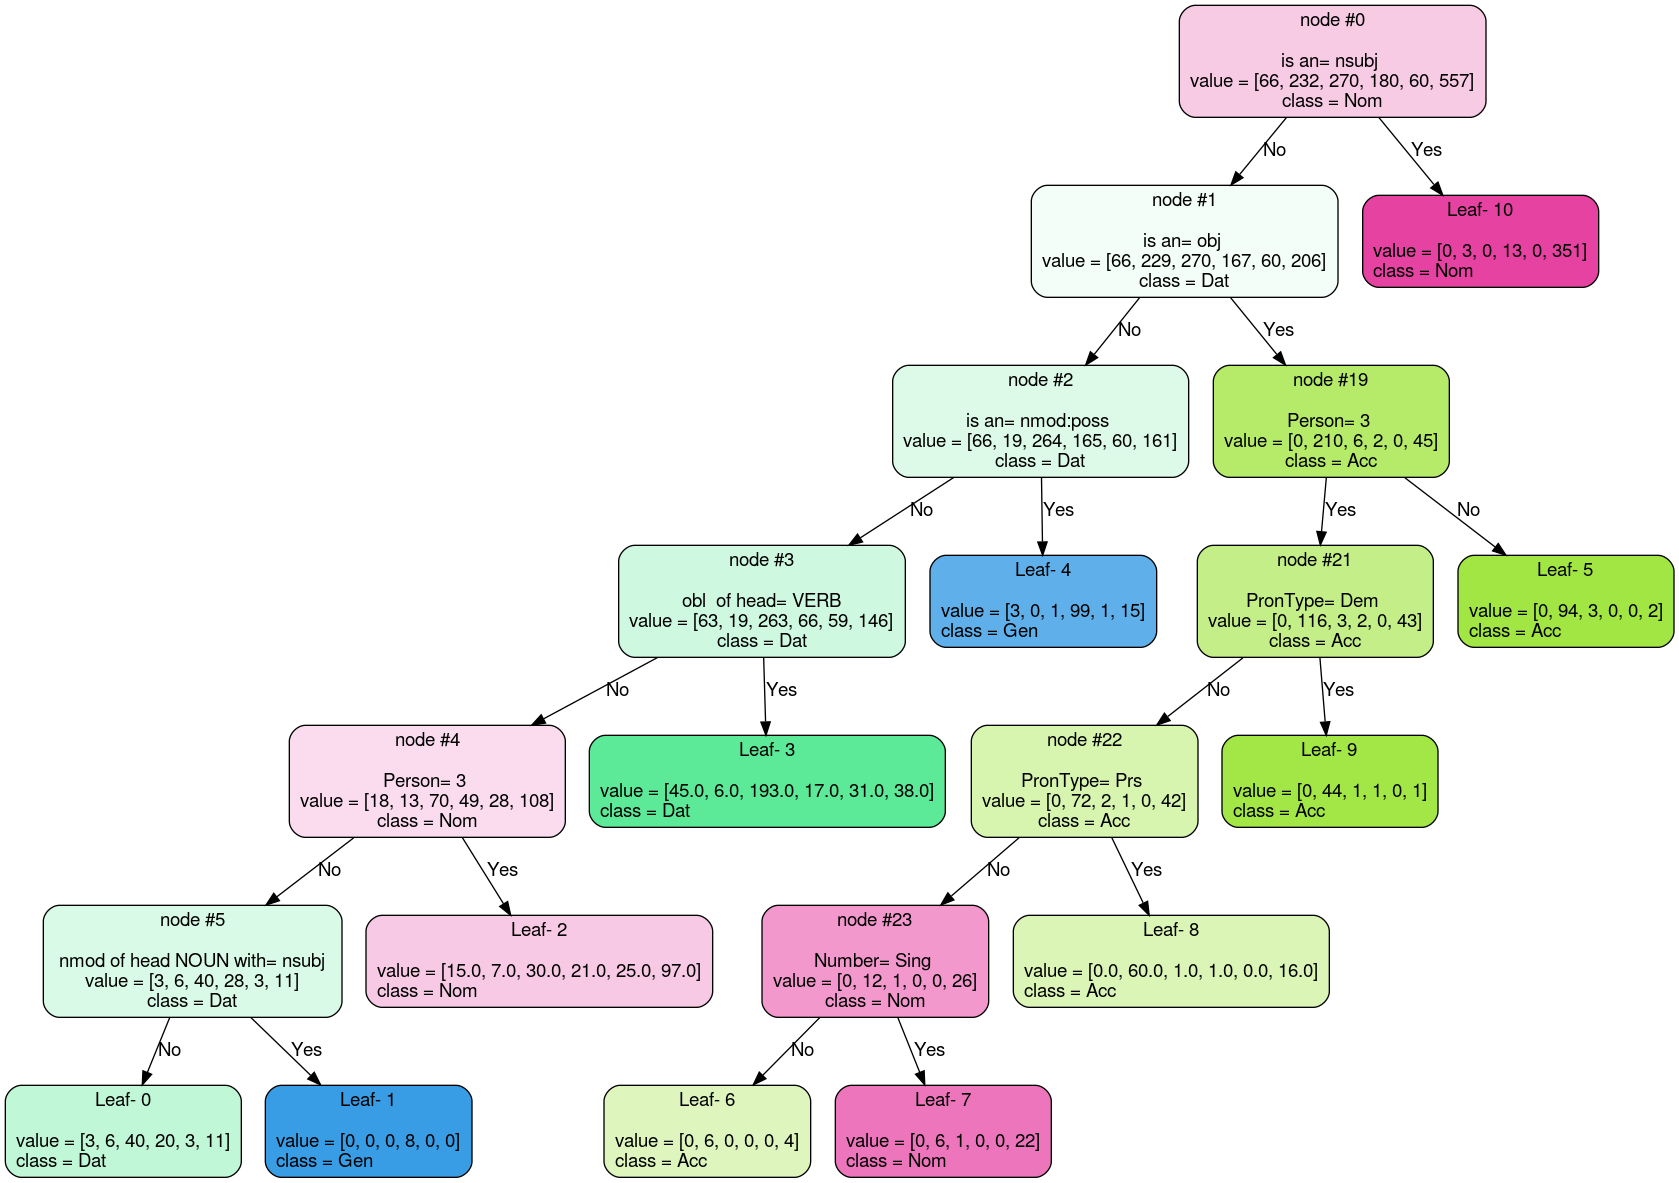 node #0
is an= nsubj
value = [66, 232, 270, 180, 60, 557]
class = Nom
No
Yes
node #1
is an= obj
value = [66, 229, 270, 167, 60, 206]
class = Dat
Leaf- 10
value = [0, 3, 0, 13, 0, 351]
class = Nom
No
Yes
node #2
is an= nmod:poss
value = [66, 19, 264, 165, 60, 161]
class = Dat
node #19
Person= 3
value = [0, 210, 6, 2, 0, 45]
class = Acc
No
Yes
Yes
No
node #3
obl  of head= VERB
value = [63, 19, 263, 66, 59, 146]
class = Dat
Leaf- 4
value = [3, 0, 1, 99, 1, 15]
class = Gen
node #21
PronType= Dem
value = [0, 116, 3, 2, 0, 43]
class = Acc
Leaf- 5
value = [0, 94, 3, 0, 0, 2]
class = Acc
No
Yes
No
Yes
node #4
Person= 3
value = [18, 13, 70, 49, 28, 108]
class = Nom
Leaf- 3
value = [45.0, 6.0, 193.0, 17.0, 31.0, 38.0]
class = Dat
node #22
PronType= Prs
value = [0, 72, 2, 1, 0, 42]
class = Acc
Leaf- 9
value = [0, 44, 1, 1, 0, 1]
class = Acc
No
Yes
No
Yes
node #5
nmod of head NOUN with= nsubj
value = [3, 6, 40, 28, 3, 11]
class = Dat
Leaf- 2
value = [15.0, 7.0, 30.0, 21.0, 25.0, 97.0]
class = Nom
node #23
Number= Sing
value = [0, 12, 1, 0, 0, 26]
class = Nom
Leaf- 8
value = [0.0, 60.0, 1.0, 1.0, 0.0, 16.0]
class = Acc
No
Yes
No
Yes
Leaf- 0
value = [3, 6, 40, 20, 3, 11]
class = Dat
Leaf- 1
value = [0, 0, 0, 8, 0, 0]
class = Gen
Leaf- 6
value = [0, 6, 0, 0, 0, 4]
class = Acc
Leaf- 7
value = [0, 6, 1, 0, 0, 22]
class = Nom